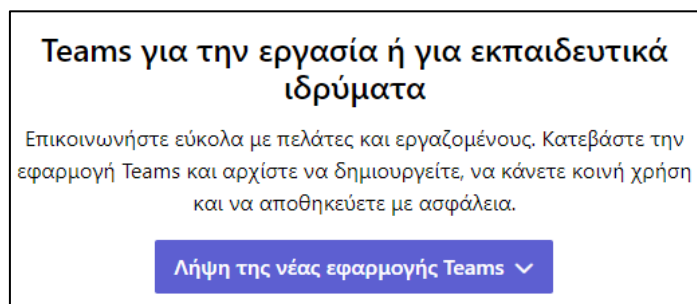 Teams για την εργασία ή για εκπαιδευτικά
ιδρύματα
Επικοινωνήστε εύκολα με πελάτες και εργαζομένους. Κατεβάστε την
εφαρμογή Teams και αρχίστε να δημιουργείτε, να κάνετε κοινή χρήση
και να αποθηκεύετε με ασφάλεια.
Λήψη της νέας εφαρμογής Teams